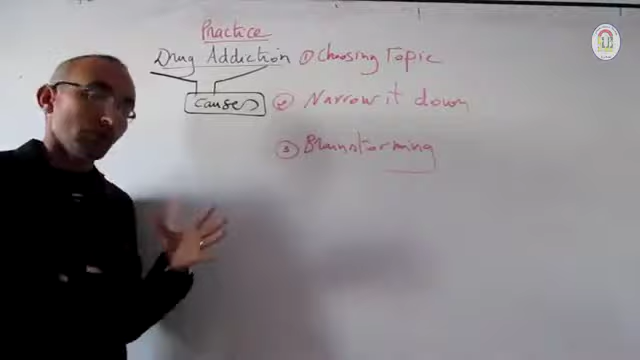 Practice
Drug Addiction ① Choosing Topic
Causes ② Narrow it down
③ Brainstorming